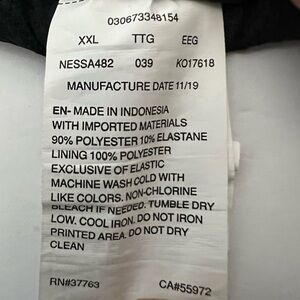 030673348154
XXL TTG EEG
NESSA482 039 KO17618
MANUFACTURE DATE 11/19
EN- MADE IN INDONESIA
WITH IMPORTED MATERIALS
90% POLYESTER 10% ELASTANE
LINING 100% POLYESTER
EXCLUSIVE OF ELASTIC
MACHINE WASH COLD WITH
LIKE COLORS. NON-CHLORINE
BLEACH IF NEEDED. TUMBLE DRY
LOW. COOL IRON. DO NOT IRON
PRINTED AREA. DO NOT DRY
CLEAN
RN#37763 CA#55972